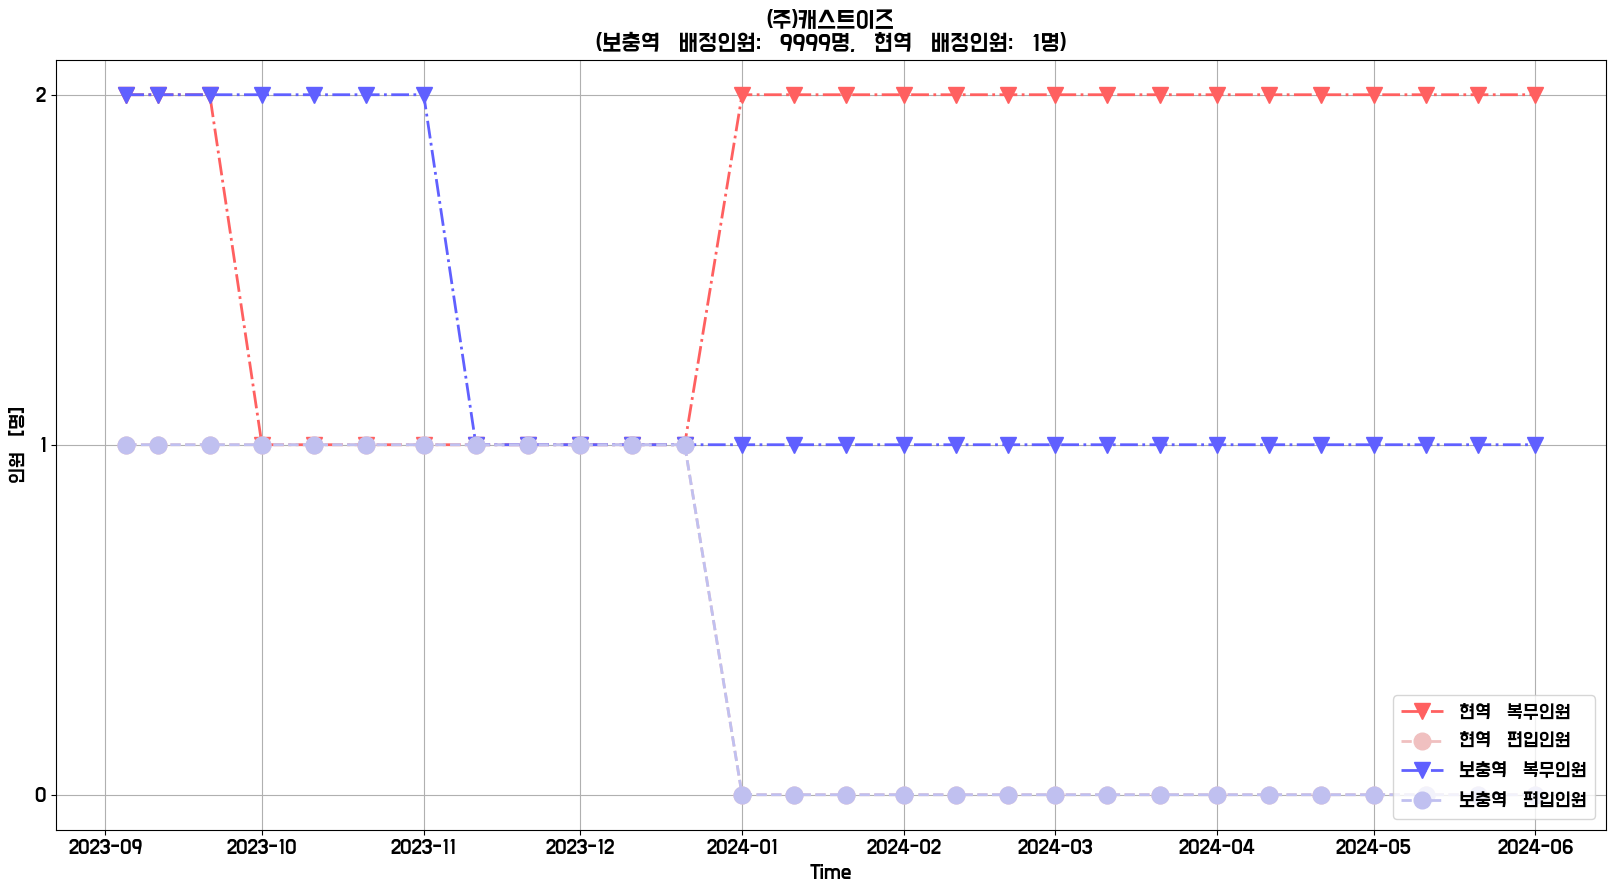 (주)캐스트이즈
(보충역 배정인원: 9999명, 현역 배정인원: 1명)
2
1
0
인원 [명]
2023-09 2023-10 2023-11 2023-12 2024-01 2024-02 2024-03 2024-04 2024-05 2024-06
Time
현역 복무인원
현역 편입인원
보충역 복무인원
보충역 편입인원